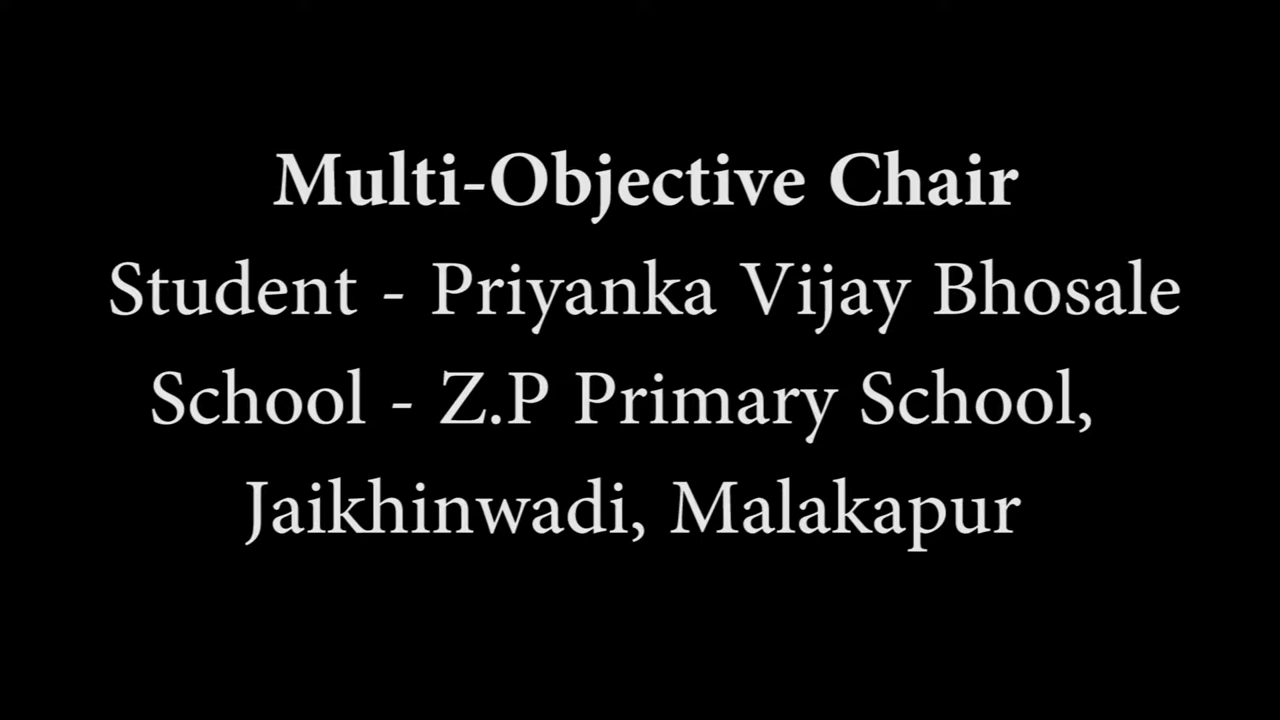 Multi-Objective Chair
Student - Priyanka Vijay Bhosale
School - Z.P Primary School,
Jaikhinwadi, Malakapur